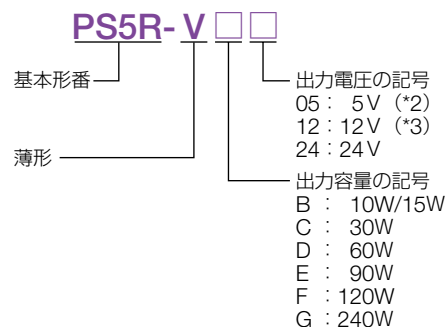 PS5R-V□□
基本形番
薄形
出力電圧の記号
05： 5V（*2）
12：12V（*3）
24：24V
出力容量の記号
B： 10W/15W
C： 30W
D： 60W
E： 90W
F：120W
G：240W